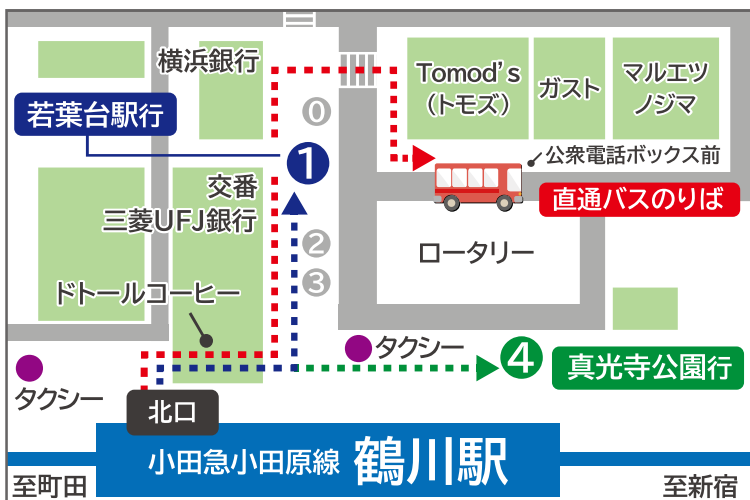 横浜銀行
Tomod's
（トモズ）
ガスト
マルエツ
ノジマ
若葉台駅行
0
1
公衆電話ボックス前
交番
三菱UFJ銀行
直通バスのりば
2
ロータリー
3
ドトールコーヒー
タクシー
4
真光寺公園行
タクシー
北口
小田急小田原線 鶴川駅
至町田
至新宿